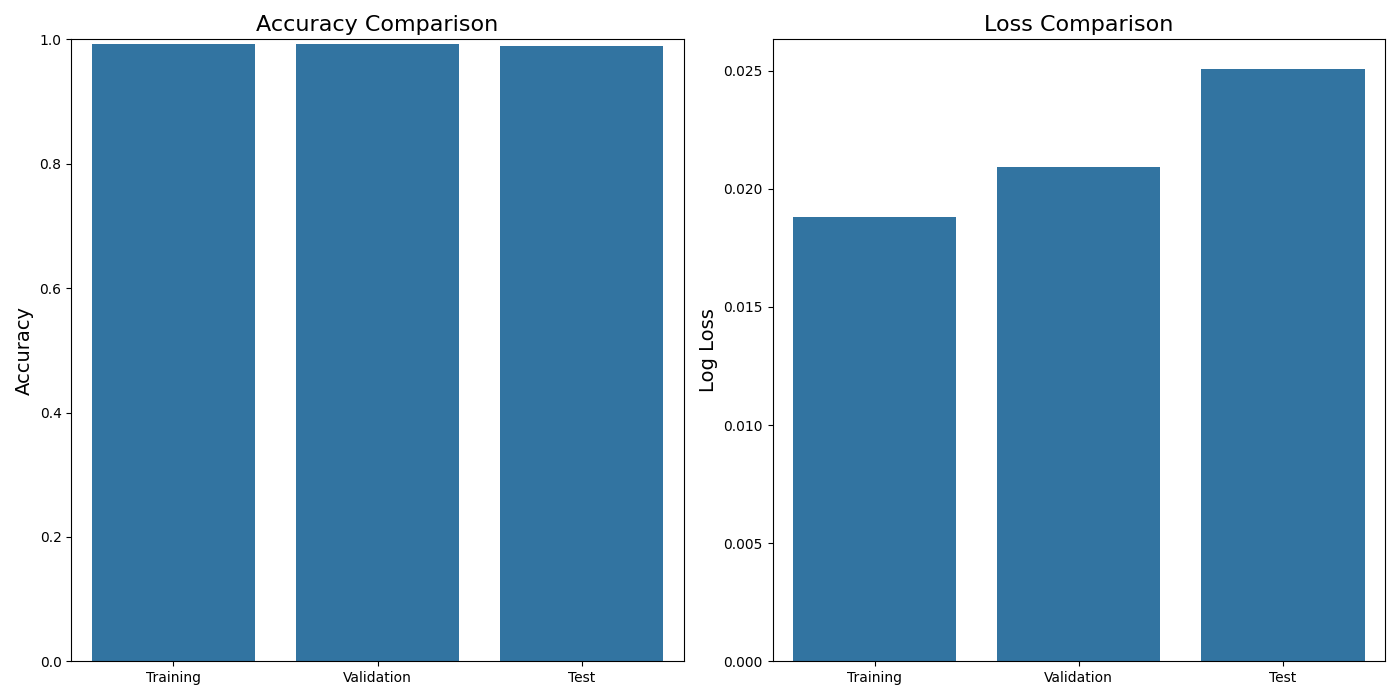 Accuracy Comparison
Accuracy
1.0
0.8
0.6
0.4
0.2
0.0
Training
Validation
Test
Loss Comparison
Log Loss
0.025
0.020
0.015
0.010
0.005
0.000
Training
Validation
Test